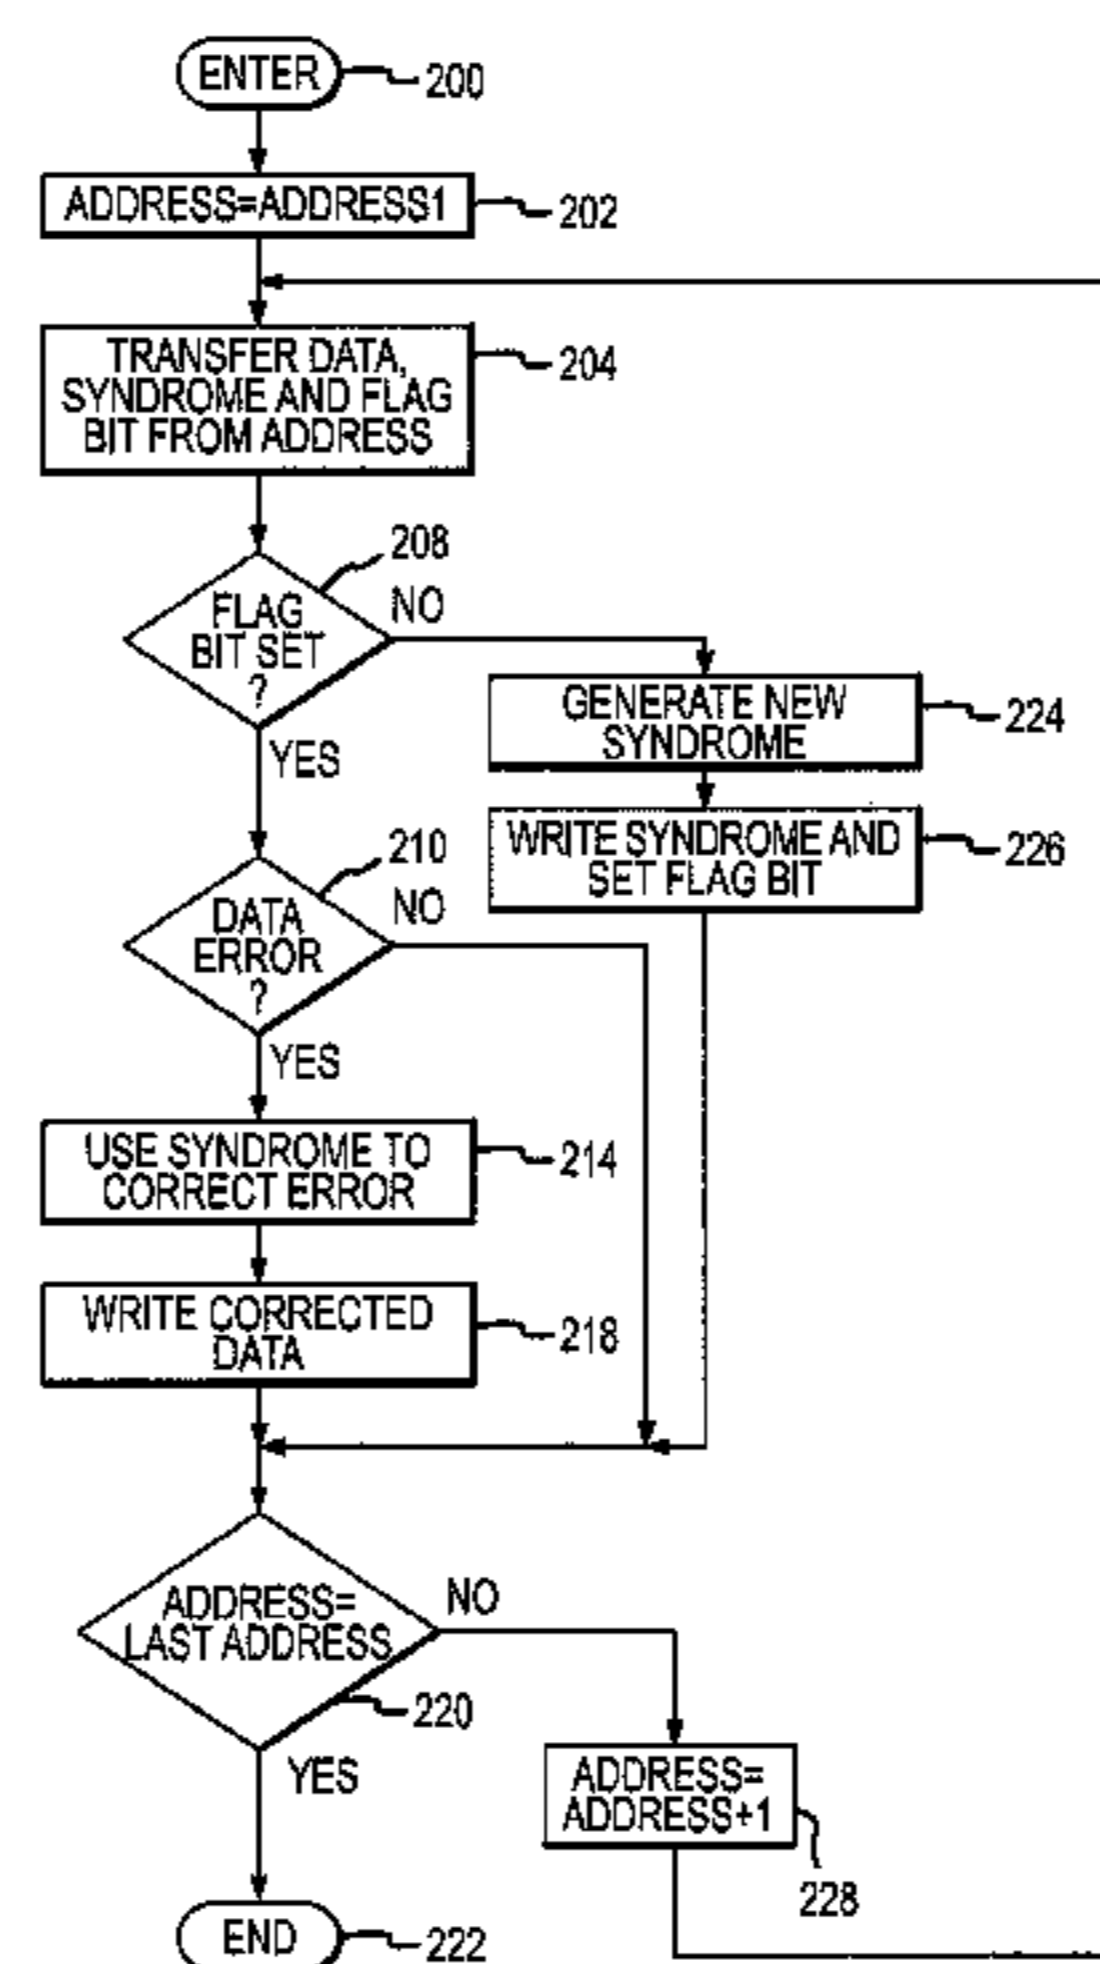 ENTER
200
ADDRESS=ADDRESS1
202
TRANSFER DATA,
SYNDROME AND FLAG
BIT FROM ADDRESS
204
208
FLAG
BIT SET
?
NO
YES
GENERATE NEW
SYNDROME
224
WRITE SYNDROME AND
SET FLAG BIT
226
210
DATA
ERROR
?
NO
YES
USE SYNDROME TO
CORRECT ERROR
214
WRITE CORRECTED
DATA
218
ADDRESS=
LAST ADDRESS
NO
220
YES
ADDRESS=
ADDRESS+1
228
END
222